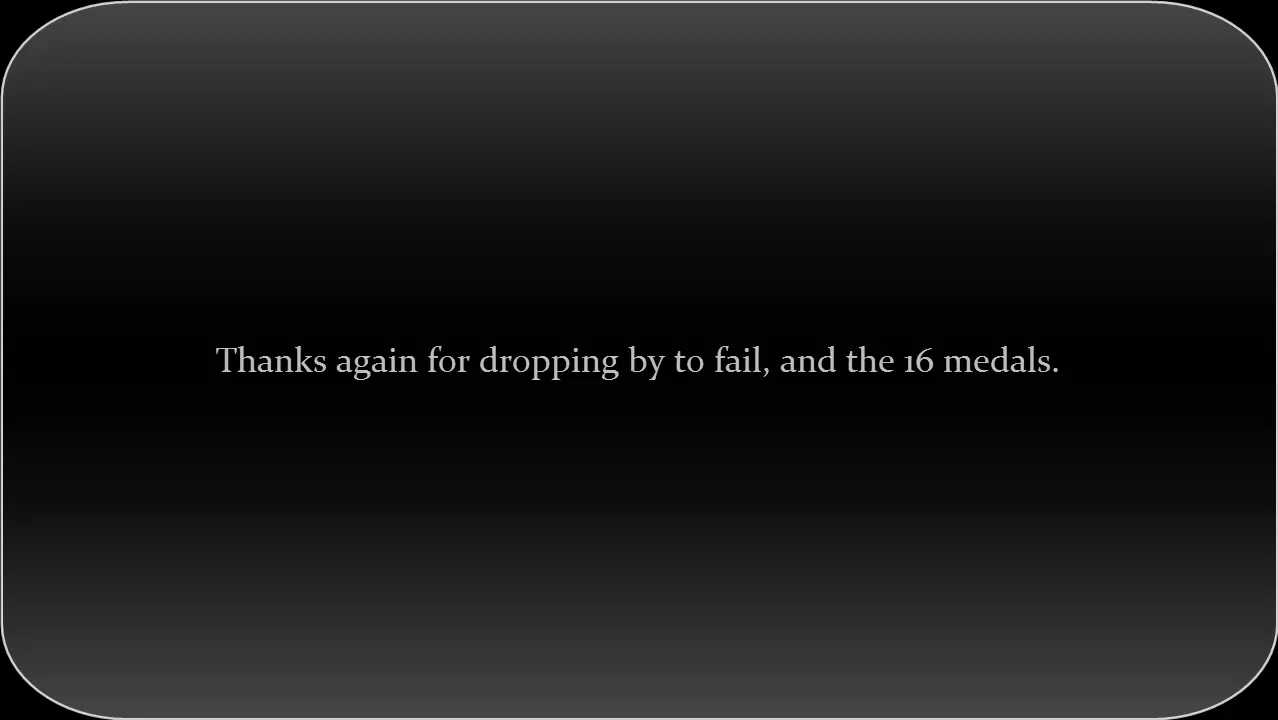 Thanks again for dropping by to fail, and the 16 medals.